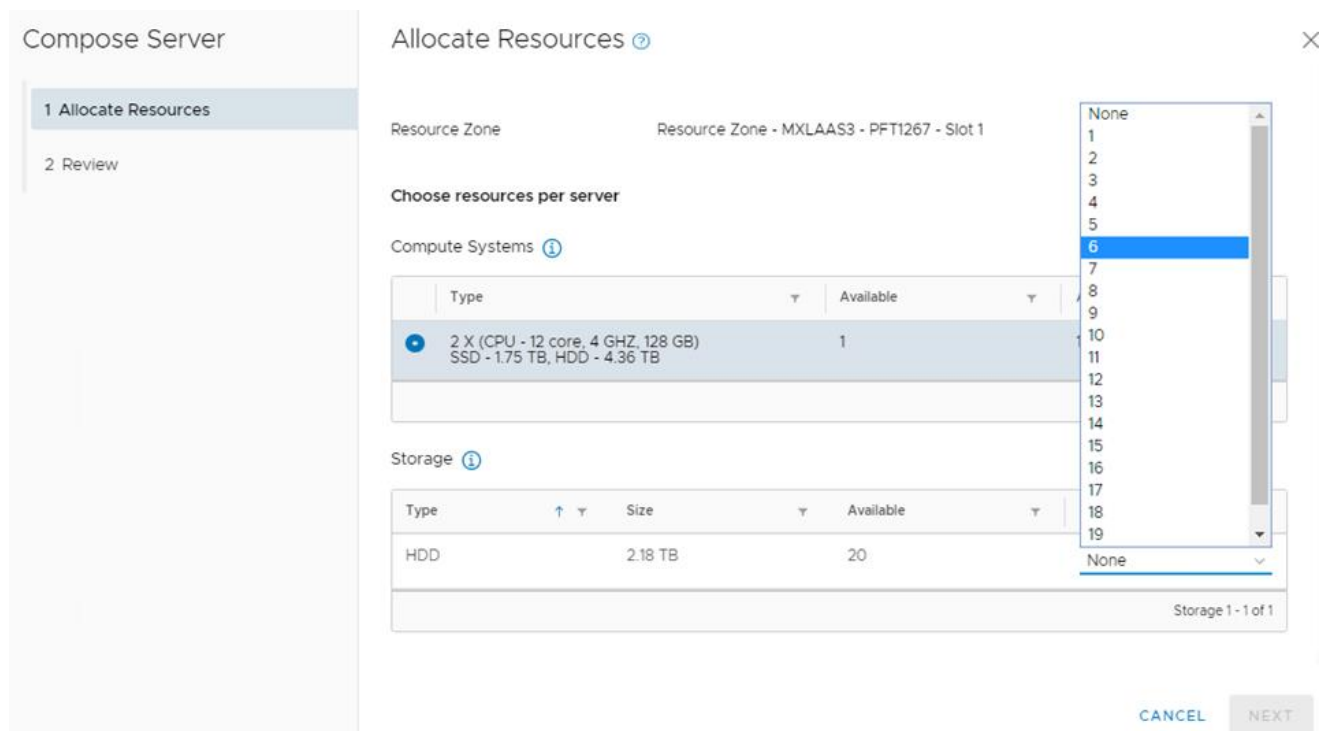 Compose Server
1 Allocate Resources
2 Review
Allocate Resources
Resource Zone Resource Zone - MXLAAS3 - PFT1267 - Slot 1
Choose resources per server
Compute Systems
Type Available
2 X (CPU - 12 core, 4 GHZ, 128 GB) 1
SSD - 1.75 TB, HDD - 4.36 TB
Storage
Type Size Available
HDD 2.18 TB 20
None
1
2
3
4
5
6
7
8
9
10
11
12
13
14
15
16
17
18
19
None
Storage 1 - 1 of 1
CANCEL NEXT